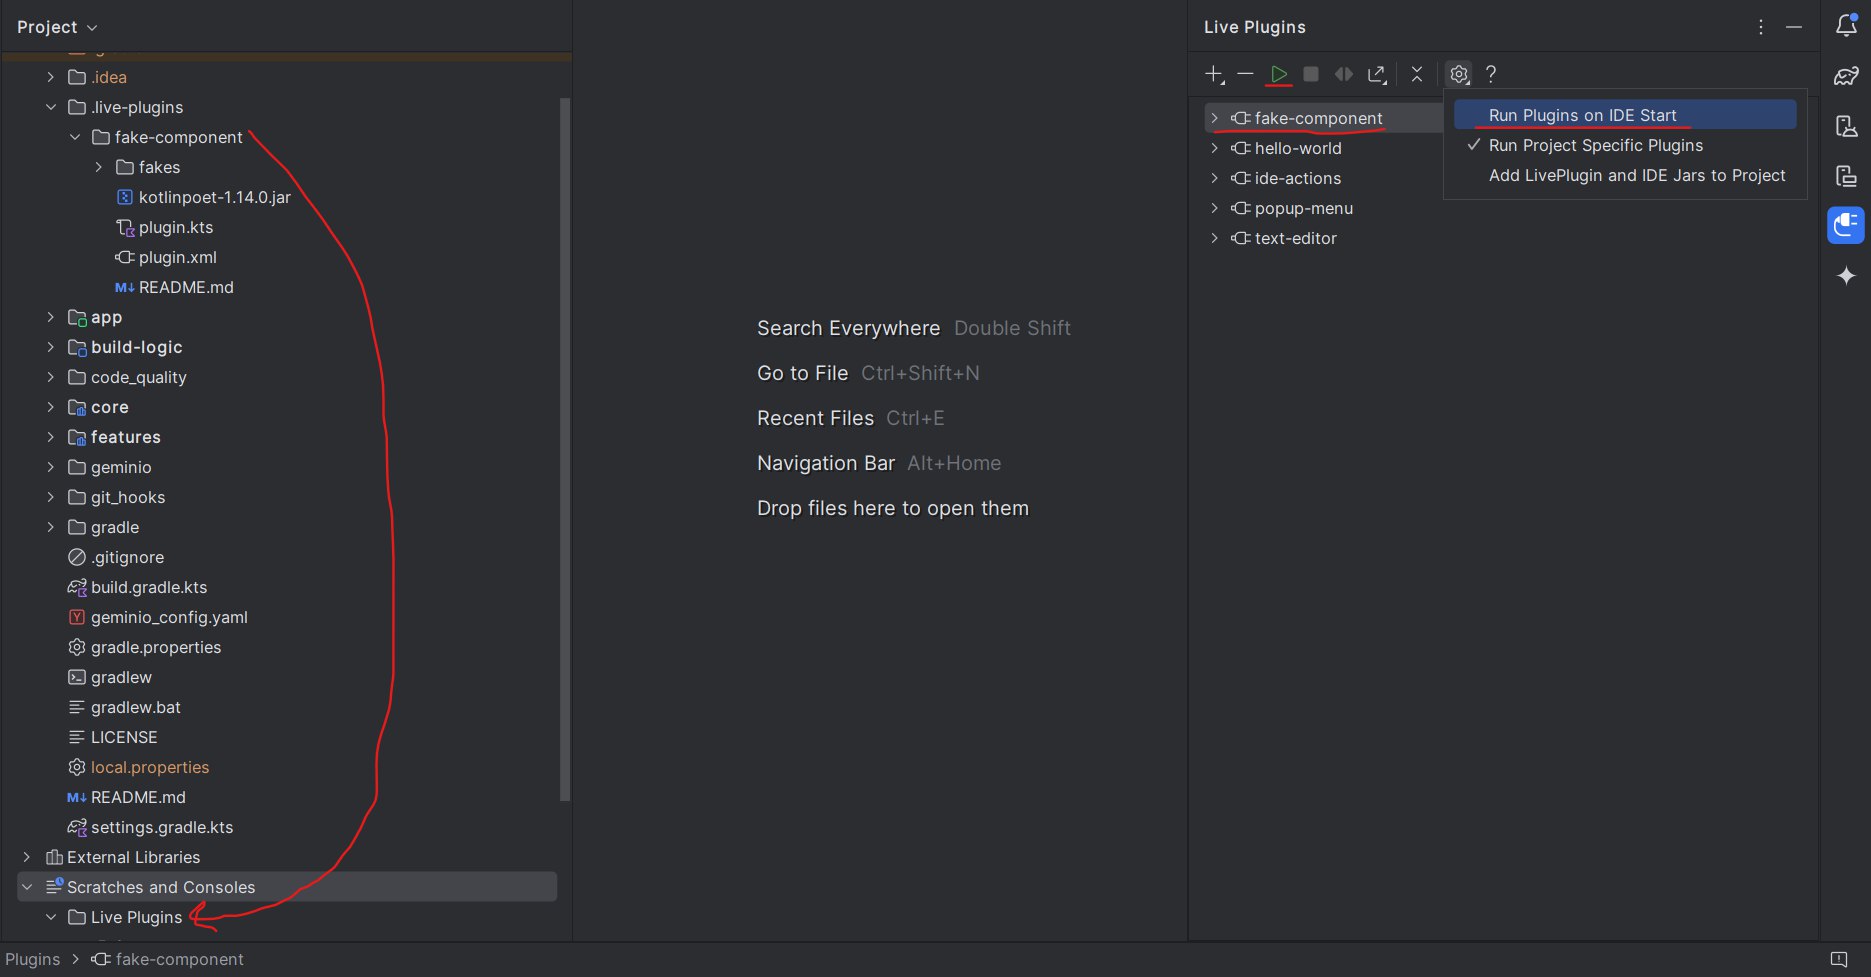 Project
.idea
.live-plugins
fake-component
fakes
kotlinpoet-1.14.0.jar
plugin.kts
plugin.xml
M↓ README.md
app
build-logic
code_quality
core
features
geminio
git_hooks
gradle
.gitignore
build.gradle.kts
Y geminio_config.yaml
gradle.properties
gradlew
gradlew.bat
LICENSE
local.properties
M↓ README.md
settings.gradle.kts
External Libraries
Scratches and Consoles
Live Plugins
Search Everywhere Double Shift
Go to File Ctrl+Shift+N
Recent Files Ctrl+E
Navigation Bar Alt+Home
Drop files here to open them
Live Plugins
fake-component
hello-world
ide-actions
popup-menu
text-editor
Run Plugins on IDE Start
Run Project Specific Plugins
Add LivePlugin and IDE Jars to Project
Plugins > fake-component